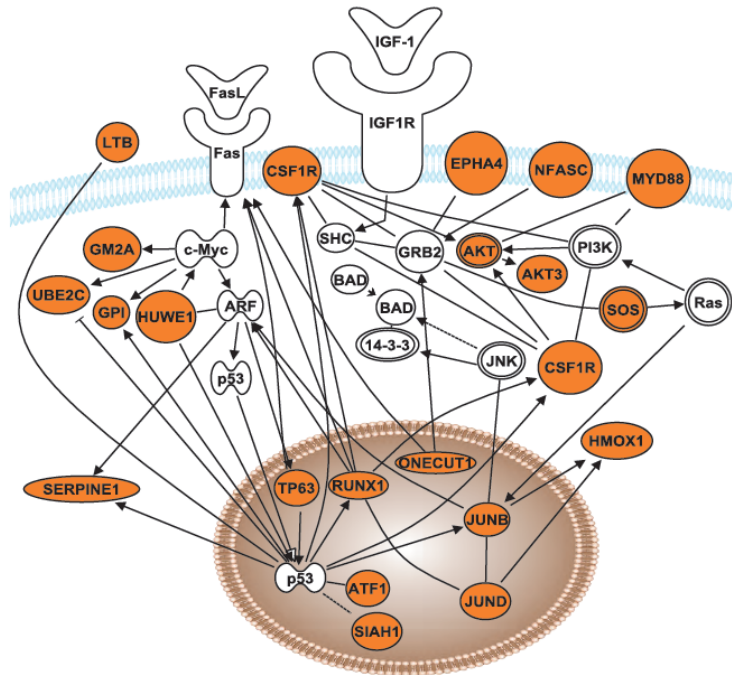 IGF-1
FasL
IGF1R
LTB
Fas
CSF1R
EPHA4
NFASC
MYD88
GM2A
c-Myc
SHC
GRB2
AKT
PI3K
AKT3
UBE2C
GPI
HUWE1
ARF
BAD
BAD
SOS
Ras
14-3-3
JNK
p53
CSF1R
HMOX1
ONECUT1
SERPINE1
TP63
RUNX1
JUNB
p53
ATF1
JUND
SIAH1